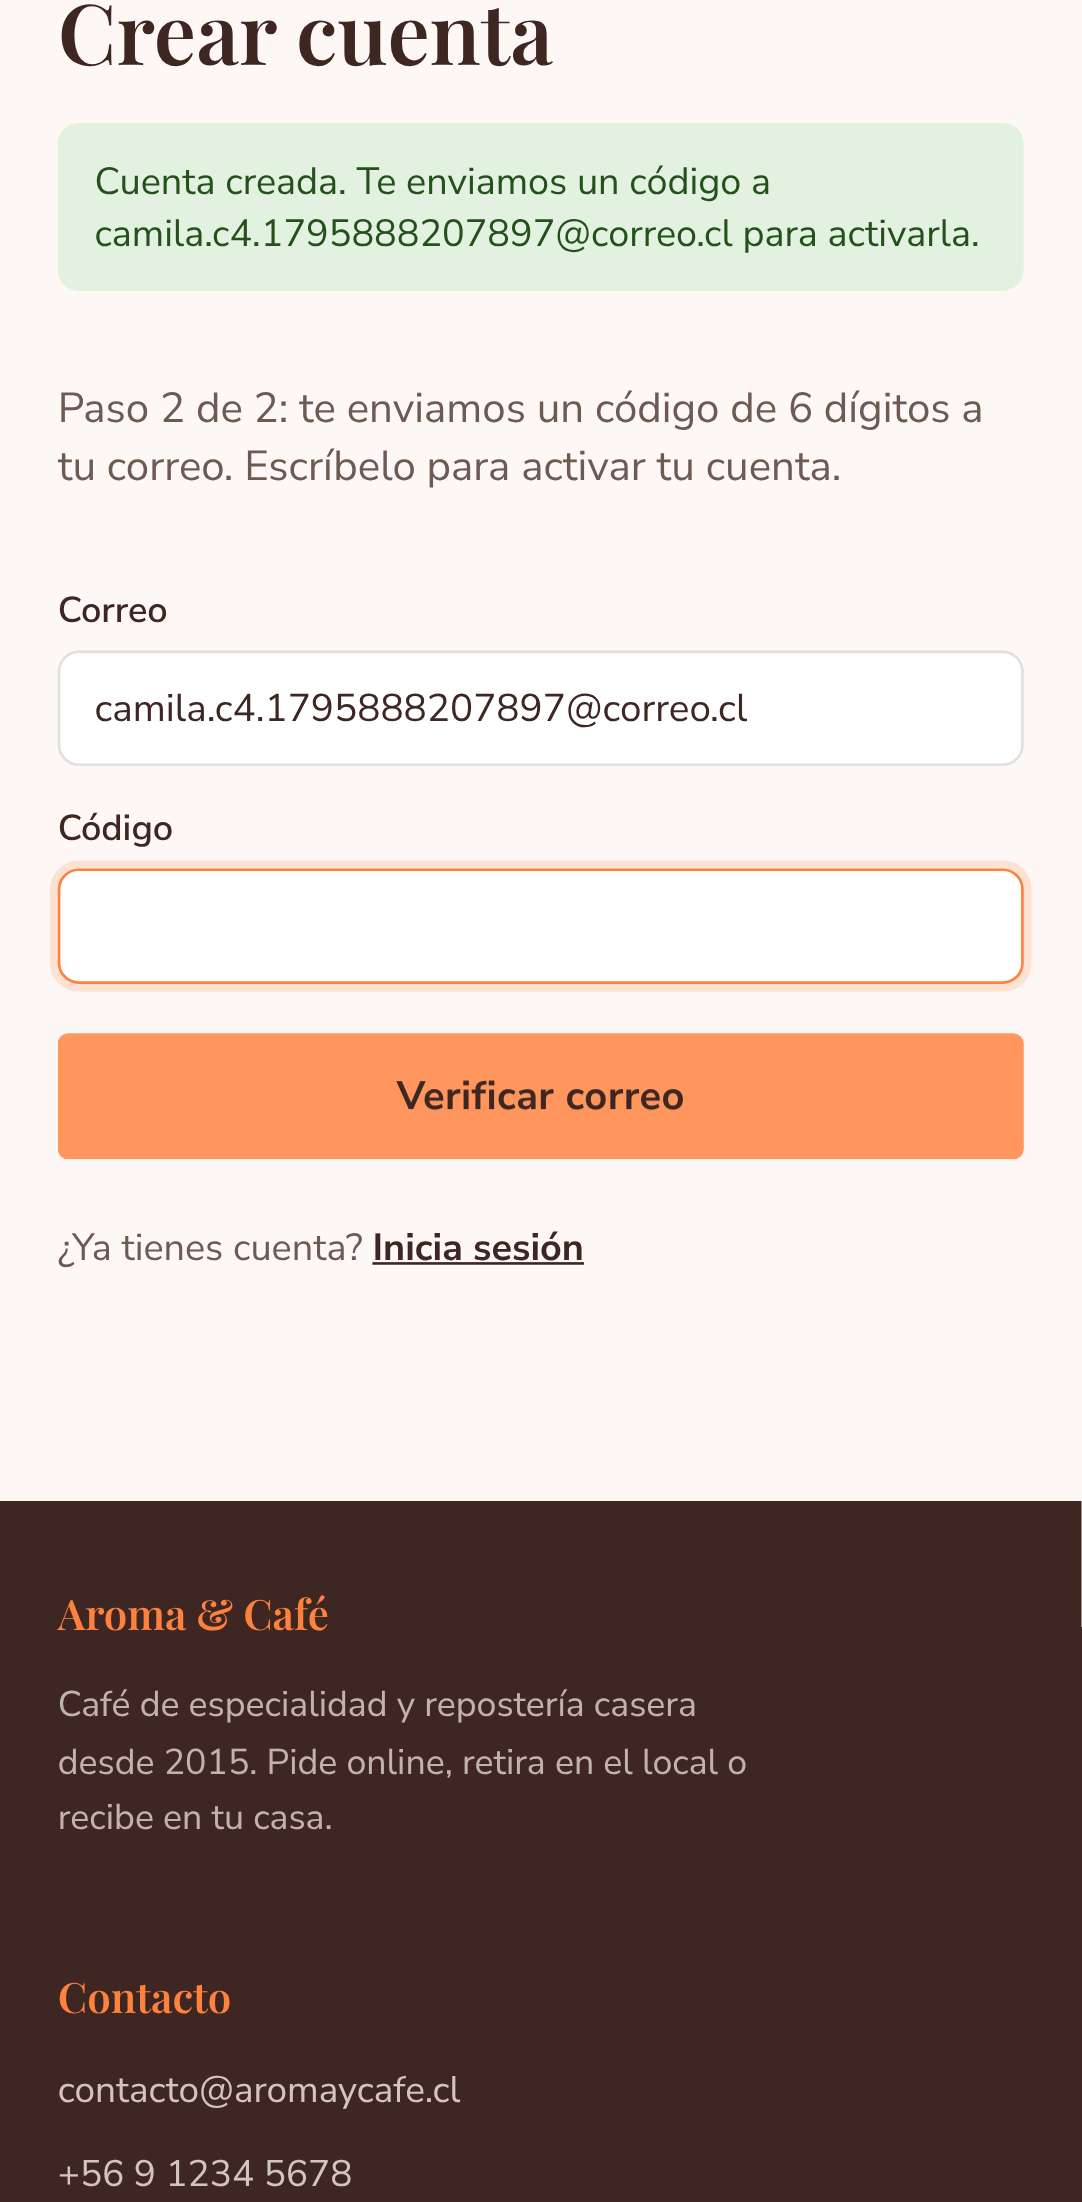 Crear cuenta
Cuenta creada. Te enviamos un código a
camila.c4.1795888207897@correo.cl para activarla.
Paso 2 de 2: te enviamos un código de 6 dígitos a
tu correo. Escríbelo para activar tu cuenta.
Correo
camila.c4.1795888207897@correo.cl
Código
Verificar correo
¿Ya tienes cuenta? Inicia sesión
Aroma & Café
Café de especialidad y repostería casera
desde 2015. Pide online, retira en el local o
recibe en tu casa.
Contacto
contacto@aromaycafe.cl
+56 9 1234 5678